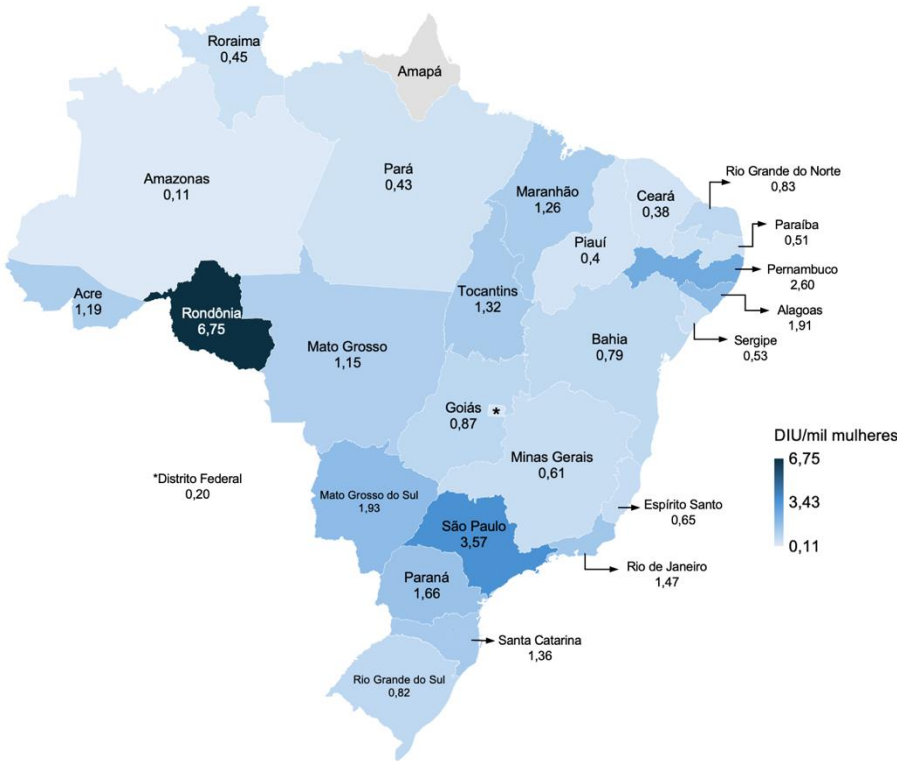 Roraima
0,45
Amapá
Amazonas
0,11
Pará
0,43
Maranhão
1,26
Ceará
0,38
Rio Grande do Norte
0,83
Piauí
0,4
Paraíba
0,51
Pernambuco
2,60
Alagoas
1,91
Sergipe
0,53
Acre
1,19
Rondônia
6,75
Tocantins
1,32
Mato Grosso
1,15
Bahia
0,79
Goiás
0,87
*
*Distrito Federal
0,20
Minas Gerais
0,61
Mato Grosso do Sul
1,93
São Paulo
3,57
Espírito Santo
0,65
Rio de Janeiro
1,47
Paraná
1,66
Santa Catarina
1,36
Rio Grande do Sul
0,82
DIU/mil mulheres
6,75
3,43
0,11